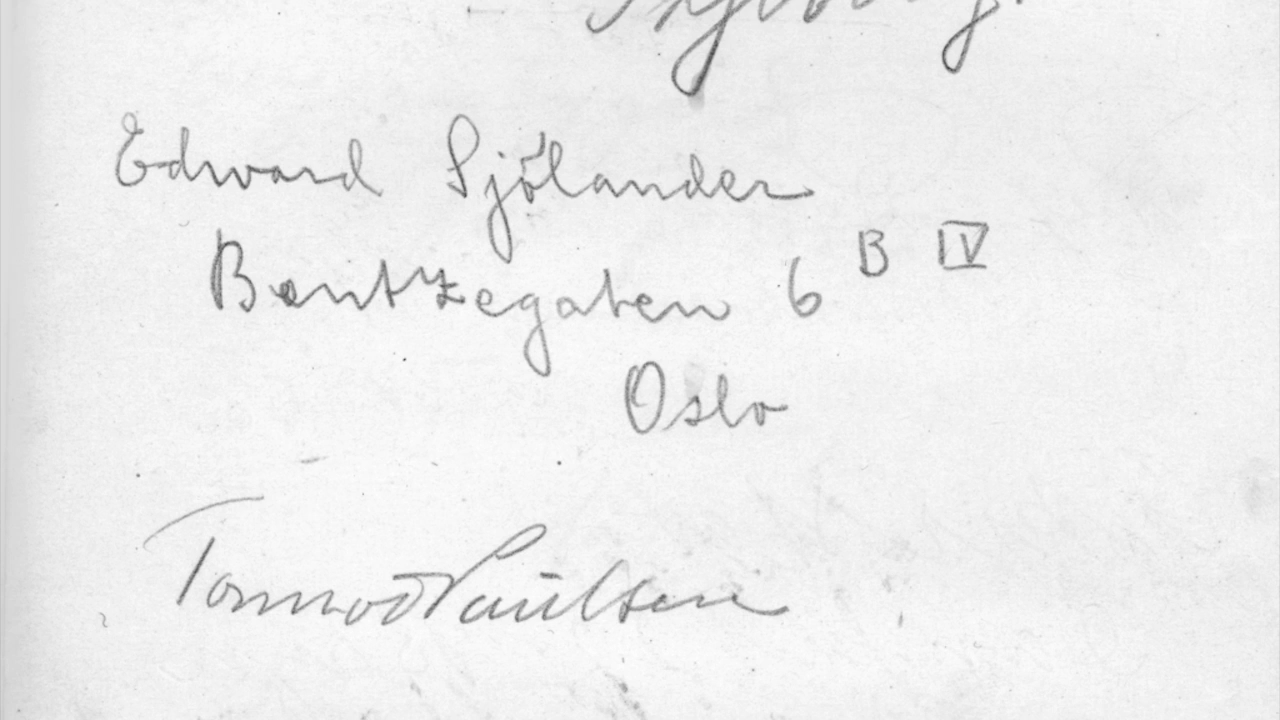 Edward Sjölander
Bentzegaten 6 B IV
Oslo
Tormod Paulsen